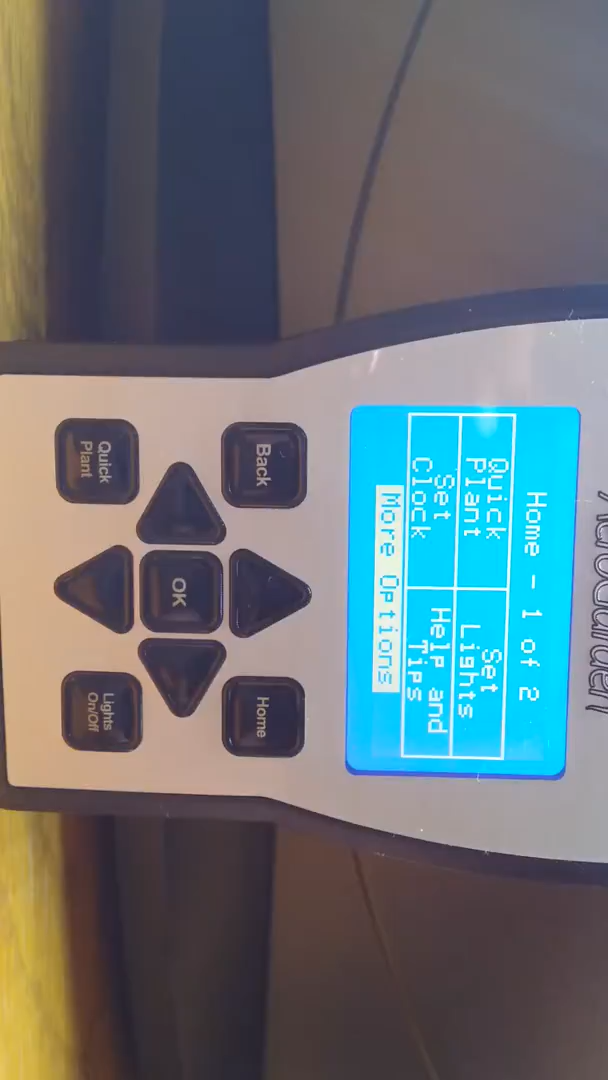 AeroGarden
Home - 1 of 2
Quick
Plant
Set
Lights
Set
Clock
Help and
Tips
More Options
Back
Home
OK
Quick
Plant
Lights
On/Off